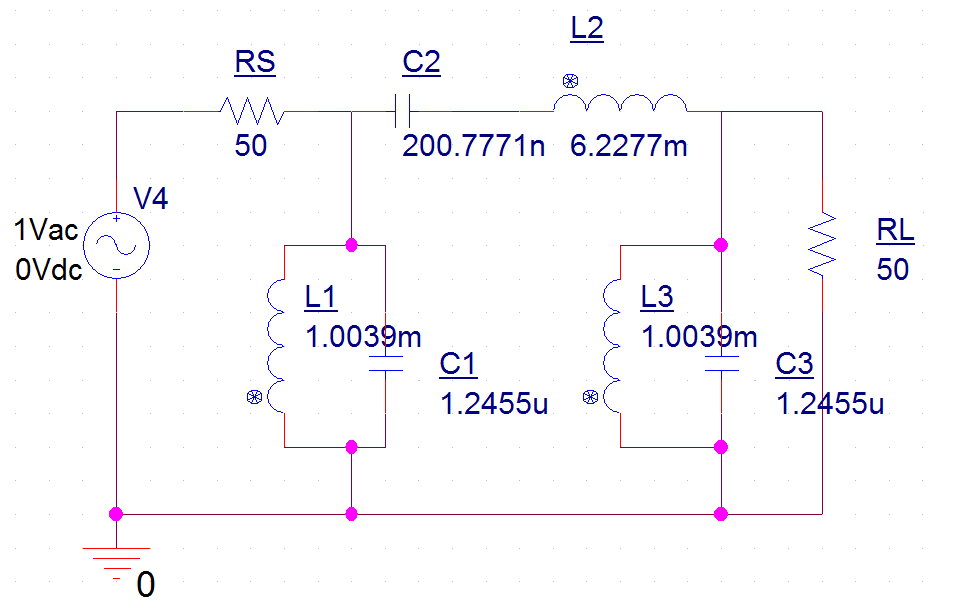 L2
RS
C2
50
200.7771n
6.2277m
V4
1Vac
0Vdc
RL
50
L1
1.0039m
C1
1.2455u
L3
1.0039m
C3
1.2455u
0